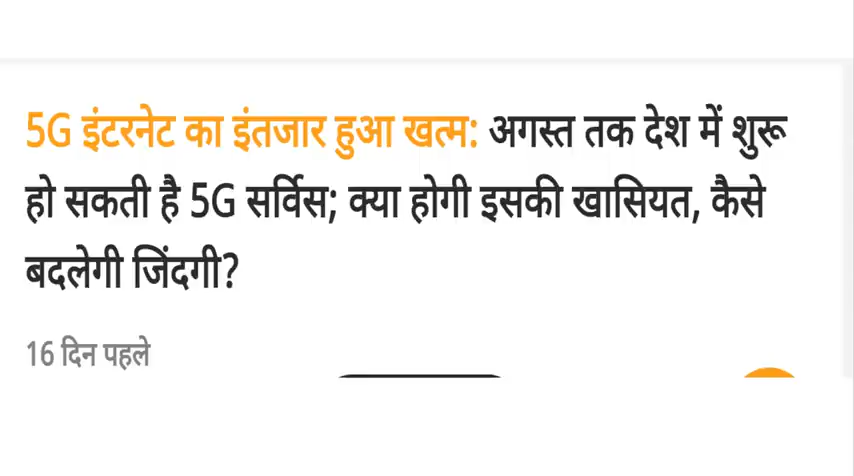 5G इंटरनेट का इंतजार हुआ खत्म: अगस्त तक देश में शुरू
हो सकती है 5G सर्विस; क्या होगी इसकी खासियत, कैसे
बदलेगी जिंदगी?
16 दिन पहले